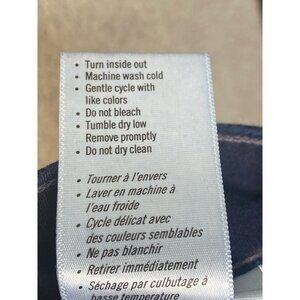 • Turn inside out
• Machine wash cold
• Gentle cycle with
like colors
• Do not bleach
• Tumble dry low
Remove promptly
• Do not dry clean
• Tourner à l'envers
• Laver en machine à
l'eau froide
• Cycle délicat avec
des couleurs semblables
• Ne pas blanchir
• Retirer immédiatement
• Séchage par culbutage à
basse température